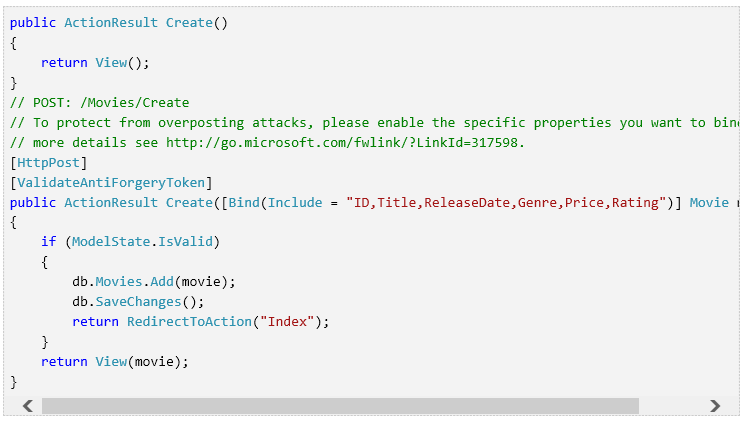 public ActionResult Create()
{
    return View();
}
// POST: /Movies/Create
// To protect from overposting attacks, please enable the specific properties you want to bind
// more details see http://go.microsoft.com/fwlink/?LinkId=317598.
[HttpPost]
[ValidateAntiForgeryToken]
public ActionResult Create([Bind(Include = "ID,Title,ReleaseDate,Genre,Price,Rating")] Movie
{
    if (ModelState.IsValid)
    {
        db.Movies.Add(movie);
        db.SaveChanges();
        return RedirectToAction("Index");
    }
    return View(movie);
}